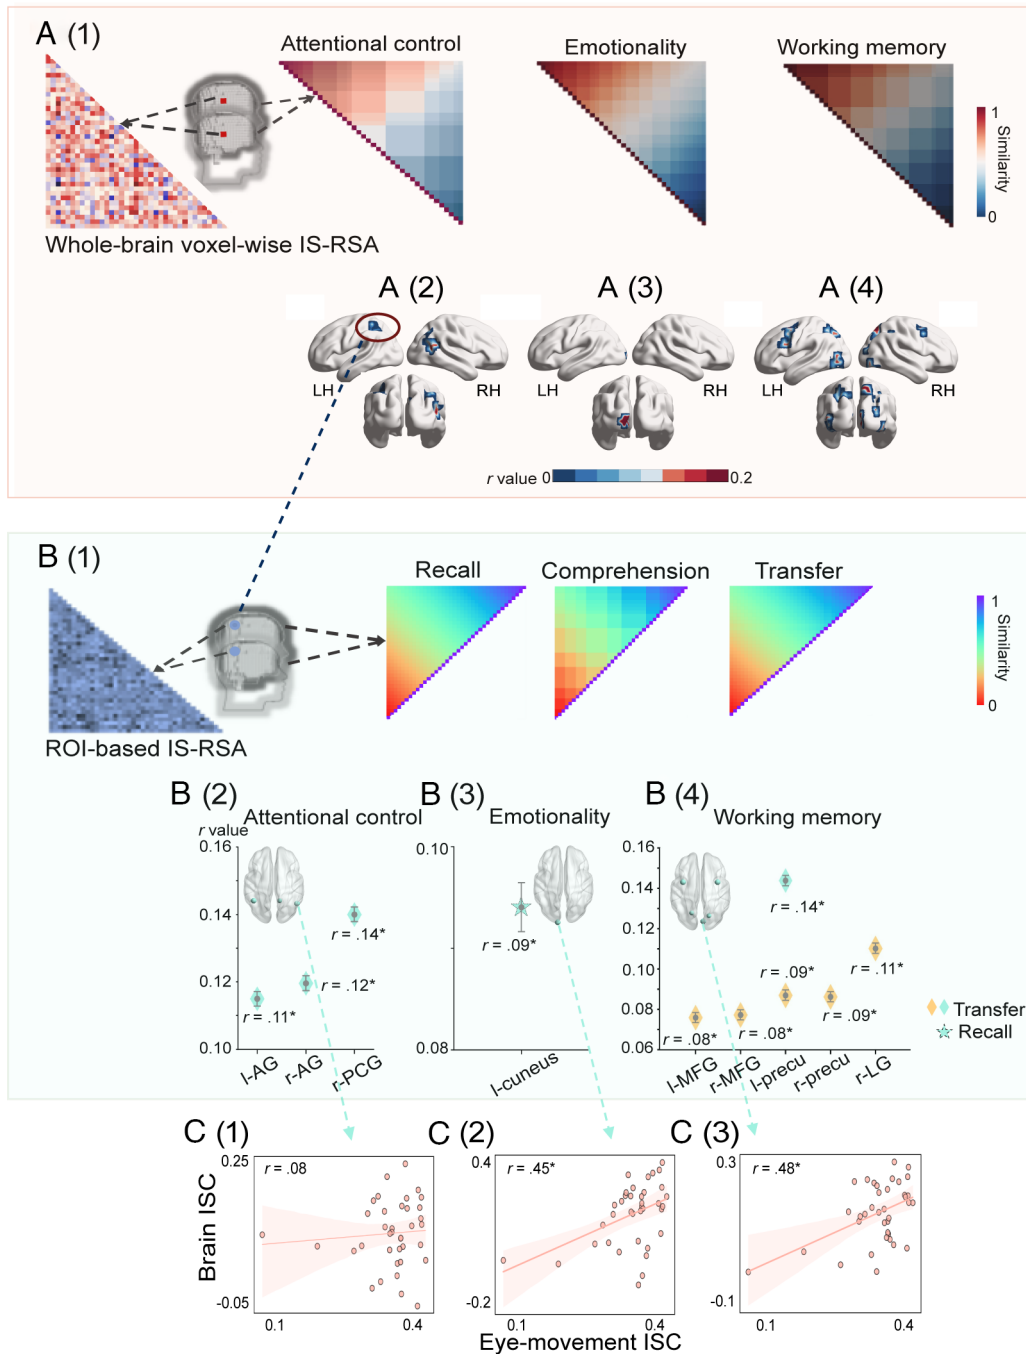 A (1)
Attentional control
Emotionality
Working memory
1
Similarity
0
Whole-brain voxel-wise IS-RSA
A (2)
A (3)
A (4)
LH
RH
LH
RH
LH
RH
r value 0
0.2
B (1)
Recall
Comprehension
Transfer
1
Similarity
0
ROI-based IS-RSA
B (2)
Attentional control
r value
0.16
0.14
0.12
0.10
r = .11*
r = .12*
r = .14*
l-AG
r-AG
r-PCG
B (3)
Emotionality
0.10
0.08
r = .09*
l-cuneus
B (4)
Working memory
0.16
0.14
0.12
0.10
0.08
0.06
r = .14*
r = .09*
r = .11*
r = .08*
r = .08*
r = .09*
l-MFG
r-MFG
l-precu
r-precu
r-LG
Transfer
Recall
C (1)
0.25
r = .08
Brain ISC
-0.05
0.1
0.4
C (2)
0.4
r = .45*
-0.2
0.1
0.4
C (3)
0.3
r = .48*
-0.1
0.1
0.4
Eye-movement ISC